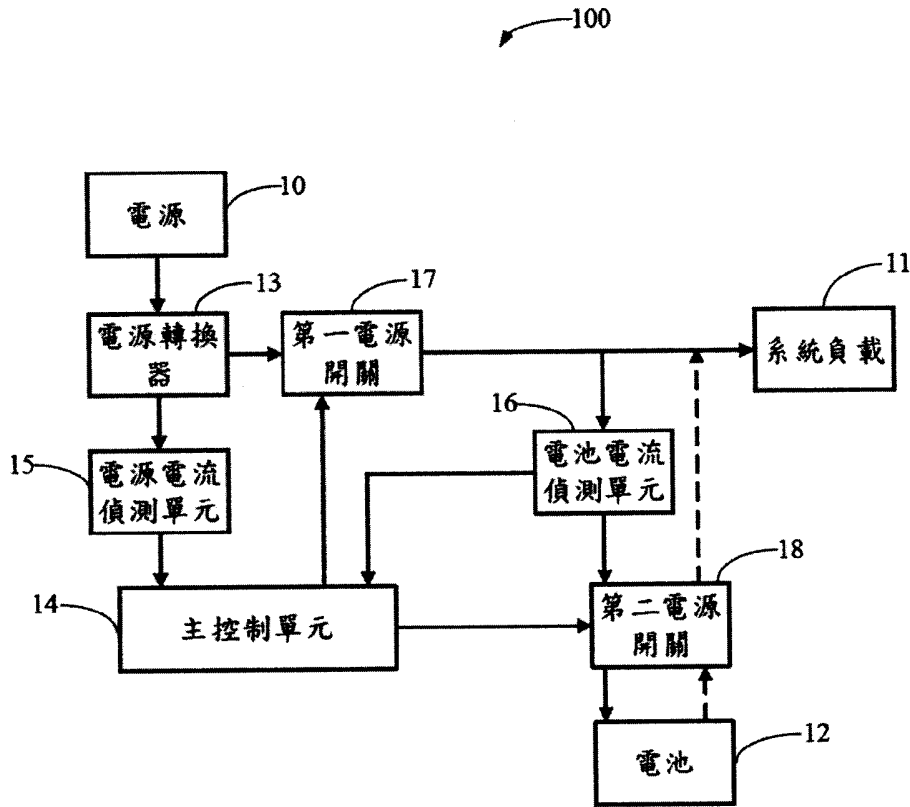 100
電源
10
電源轉換
器
13
第一電源
開關
17
系統負載
11
電源電流
偵測單元
15
電池電流
偵測單元
16
主控制單元
14
第二電源
開關
18
電池
12